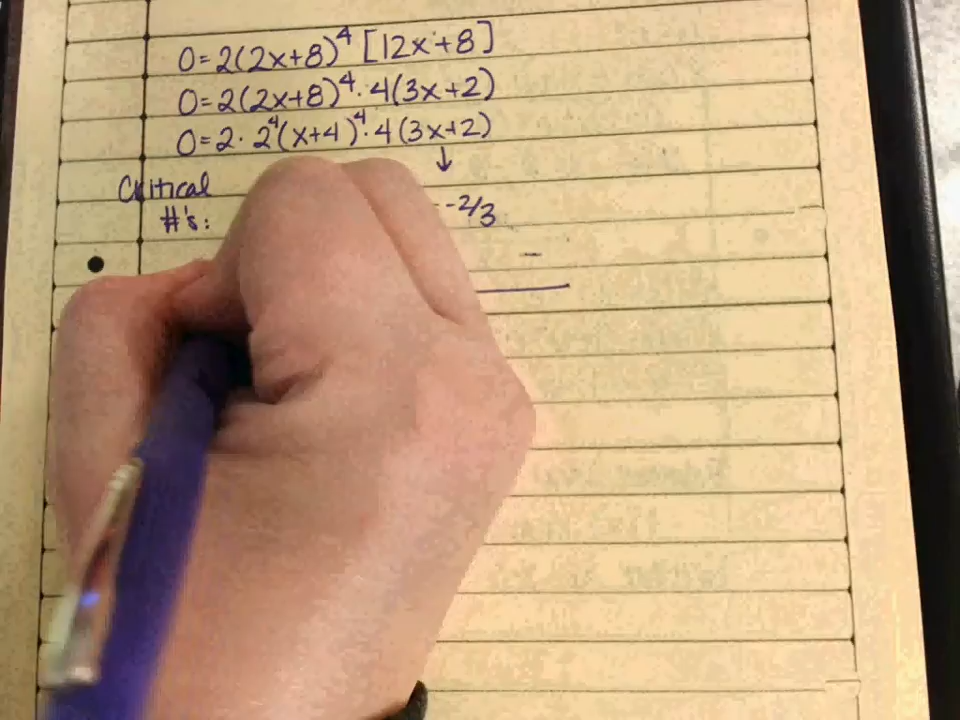 0=2(2x+8)⁴[12x+8]
0=2(2x+8)⁴·4(3x+2)
0=2·2⁴(x+4)⁴·4(3x+2)
↓
Critical
#'s: -2/3